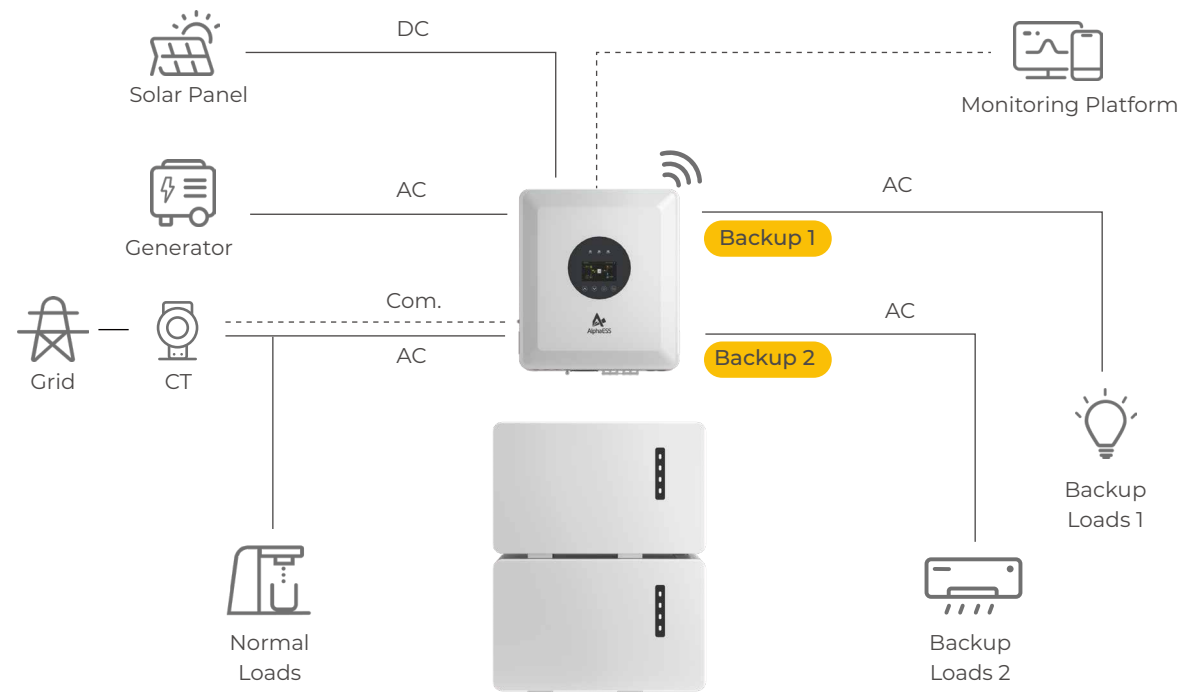 DC
Solar Panel
Monitoring Platform
AC
Generator
AC
Backup 1
Com.
AC
Grid
CT
AC
Backup 2
AlphaESS
Backup
Loads 1
Normal
Loads
Backup
Loads 2